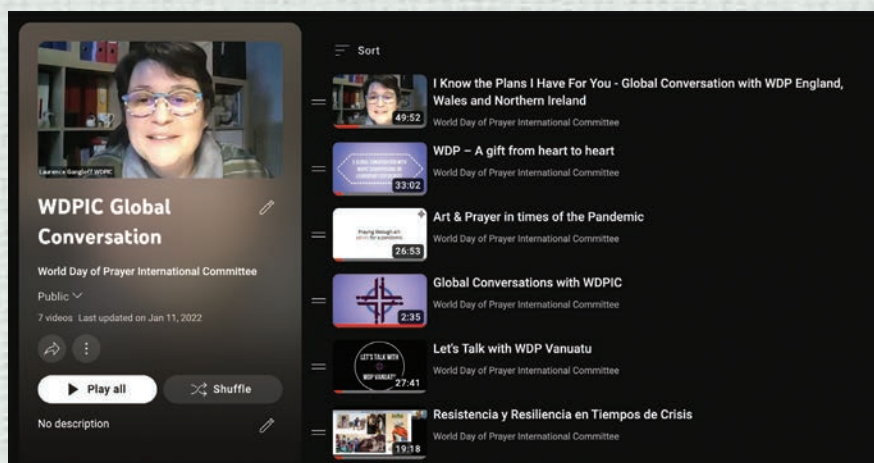 Laurence Gangloff WDPIC
WDPIC Global
Conversation
World Day of Prayer International Committee
Public
7 videos Last updated on Jan 11, 2022
Play all
Shuffle
No description
Sort
I Know the Plans I Have For You - Global Conversation with WDP England,
Wales and Northern Ireland
World Day of Prayer International Committee
49:52
WDP – A gift from heart to heart
World Day of Prayer International Committee
33:02
Art & Prayer in times of the Pandemic
World Day of Prayer International Committee
Praying through art
26:53
Global Conversations with WDPIC
World Day of Prayer International Committee
2:35
Let's Talk with WDP Vanuatu
World Day of Prayer International Committee
LET'S TALK WITH
WDP VANUATU
27:41
Resistencia y Resiliencia en Tiempos de Crisis
World Day of Prayer International Committee
19:18